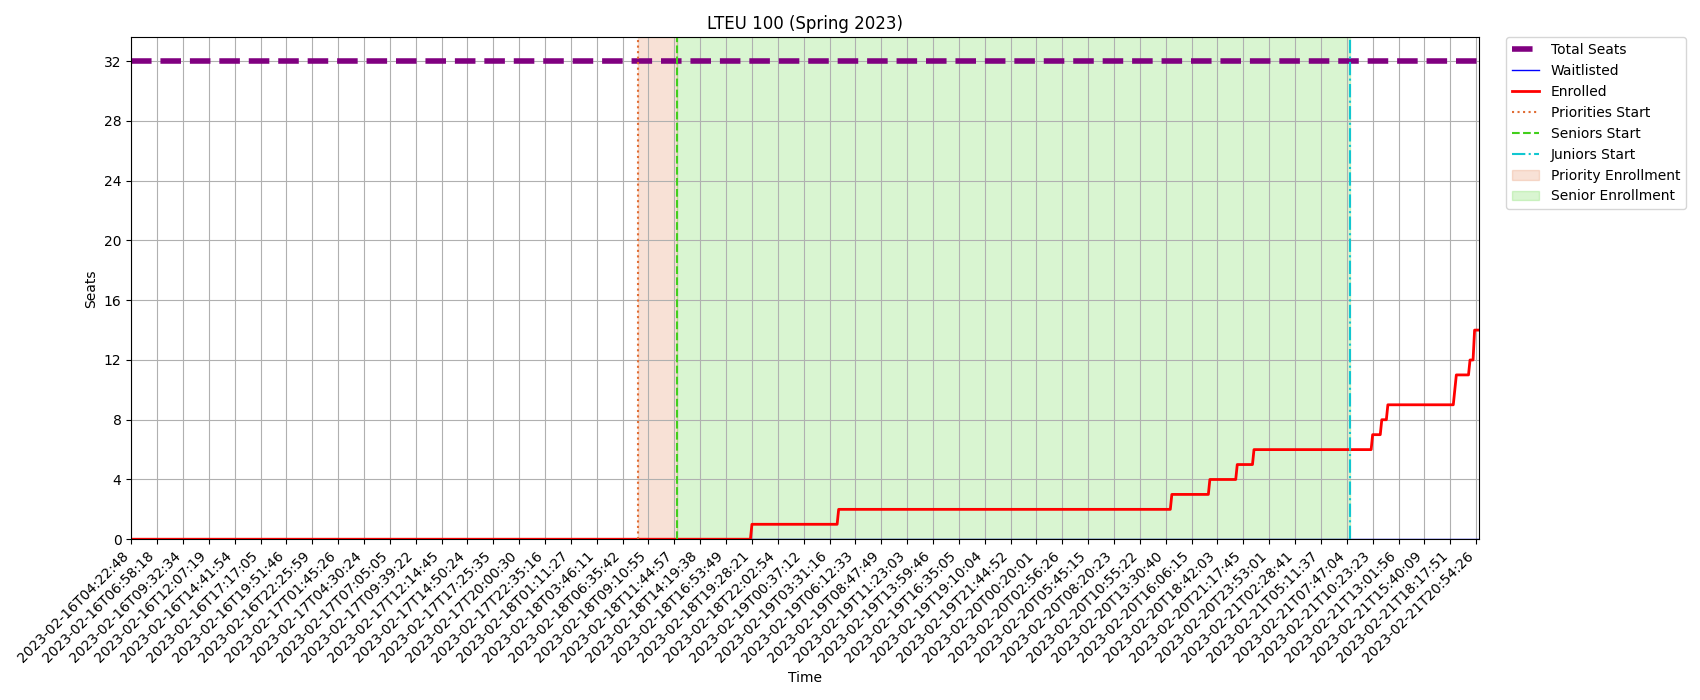 LTEU 100 (Spring 2023)
Total Seats
Waitlisted
Enrolled
Priorities Start
Seniors Start
Juniors Start
Priority Enrollment
Senior Enrollment
Seats
32
28
24
20
16
12
8
4
0
2023-02-16T04:22:48
2023-02-16T06:58:18
2023-02-16T09:32:34
2023-02-16T12:07:19
2023-02-16T14:41:54
2023-02-16T17:17:05
2023-02-16T19:51:46
2023-02-16T22:25:59
2023-02-17T01:45:26
2023-02-17T04:30:24
2023-02-17T07:05:05
2023-02-17T09:39:22
2023-02-17T12:14:45
2023-02-17T14:50:24
2023-02-17T17:25:35
2023-02-17T20:00:30
2023-02-17T22:35:16
2023-02-18T01:11:27
2023-02-18T03:46:11
2023-02-18T06:35:42
2023-02-18T09:10:55
2023-02-18T11:44:57
2023-02-18T14:19:38
2023-02-18T16:53:49
2023-02-18T19:28:21
2023-02-18T22:02:54
2023-02-19T00:37:12
2023-02-19T03:31:16
2023-02-19T06:12:33
2023-02-19T08:47:49
2023-02-19T11:23:03
2023-02-19T13:59:46
2023-02-19T16:35:05
2023-02-19T19:10:04
2023-02-19T21:44:52
2023-02-20T00:20:01
2023-02-20T02:56:26
2023-02-20T05:45:15
2023-02-20T08:20:23
2023-02-20T10:55:22
2023-02-20T13:30:40
2023-02-20T16:06:15
2023-02-20T18:42:03
2023-02-20T21:17:45
2023-02-20T23:53:01
2023-02-21T02:28:41
2023-02-21T05:11:37
2023-02-21T07:47:04
2023-02-21T10:23:23
2023-02-21T13:01:56
2023-02-21T15:40:09
2023-02-21T18:17:51
2023-02-21T20:54:26
Time